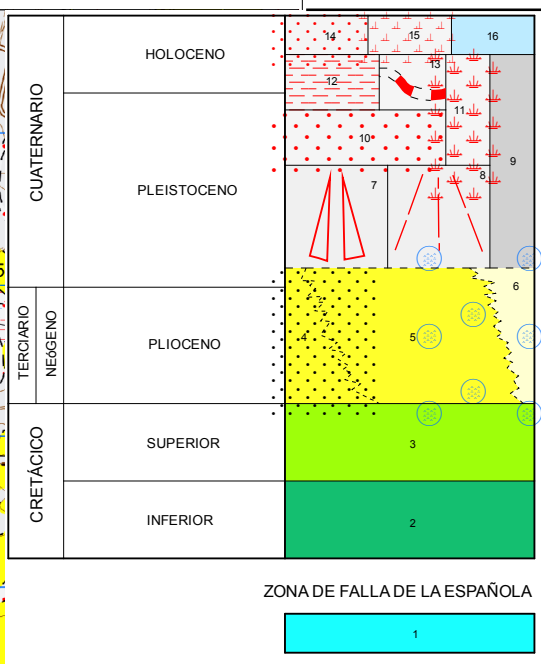 HOLOCENO
14
15
16
12
13
11
CUATERNARIO
10
9
PLEISTOCENO
7
8
6
TERCIARIO
NEóGENO
PLIOCENO
4
5
CRETÁCICO
SUPERIOR
3
INFERIOR
2
ZONA DE FALLA DE LA ESPAÑOLA
1